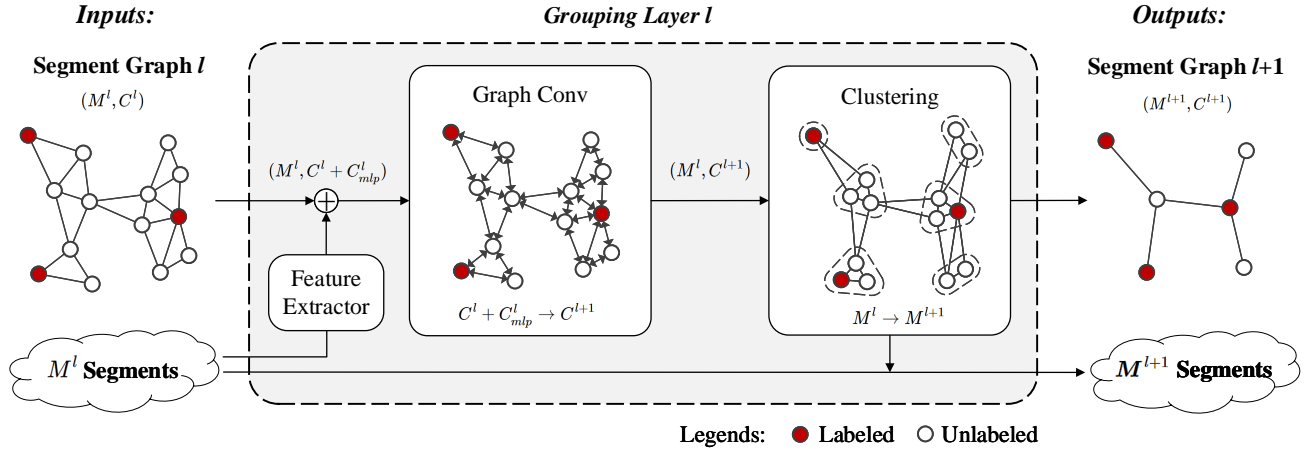 Inputs:
Grouping Layer l
Outputs:
Segment Graph l
(M^l, C^l)
Graph Conv
Clustering
Segment Graph l+1
(M^{l+1}, C^{l+1})
(M^l, C^l + C^l_{mlp})
(M^l, C^{l+1})
Feature
Extractor
C^l + C^l_{mlp} → C^{l+1}
M^l → M^{l+1}
M^l Segments
M^{l+1} Segments
Legends: Labeled Unlabeled